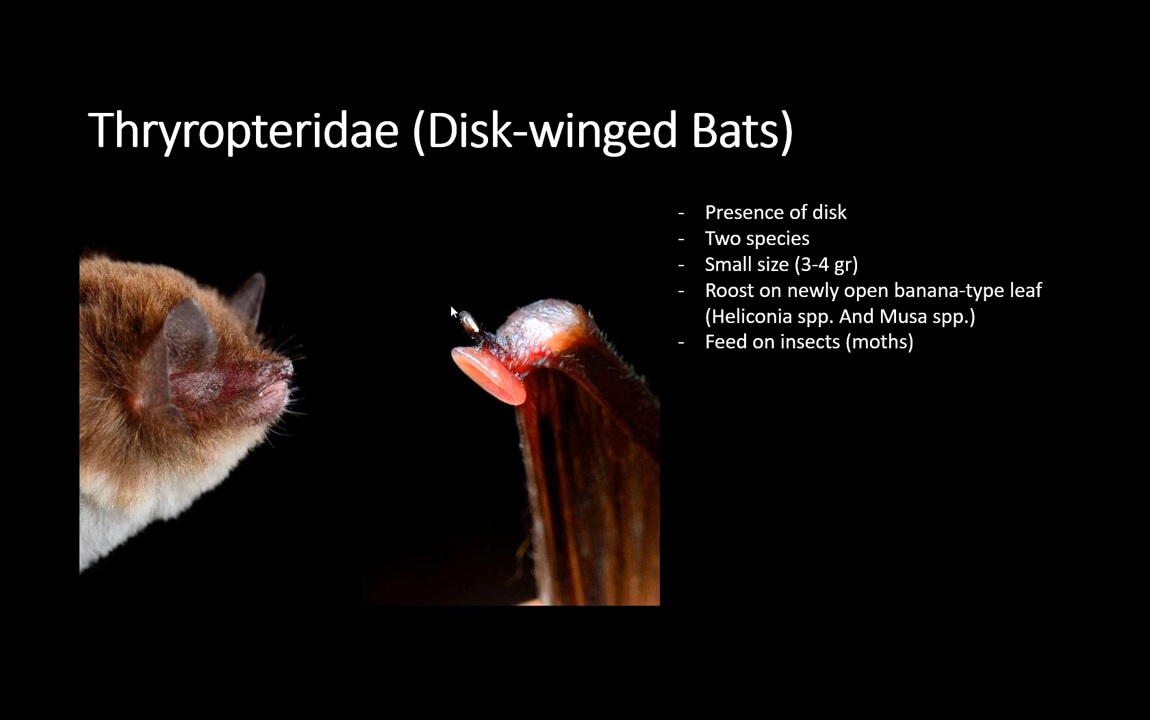 Thryropteridae (Disk-winged Bats)
- Presence of disk
- Two species
- Small size (3-4 gr)
- Roost on newly open banana-type leaf
(Heliconia spp. And Musa spp.)
- Feed on insects (moths)